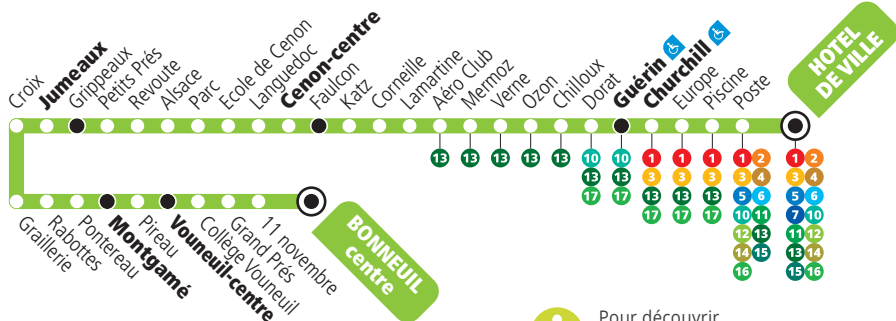 Croix
Jumeaux
Grippeaux
Petits Prés
Revoute
Alsace
Parc
Ecole de Cenon
Languedoc
Cenon-centre
Faulcon
Katz
Corneille
Lamartine
Aéro Club
Mermoz
Verne
Ozon
Chilloux
Dorat
Guérin
Churchill
Europe
Piscine
Poste
HOTEL
DE VILLE
13 13 13 13 13 10 10 1 1 1 1 2 1 2
13 13 3 3 3 3 4 3 4
17 17 13 13 13 5 6 5 6
17 17 17 10 11 7 10
12 13 11 12
14 15 13 14
16 15 16
Graillerie
Rabottes
Pontereau
Montgamé
Pireau
Vouneuil-centre
Collège Vouneuil
Grand Prés
11 novembre
BONNEUIL
centre
Pour découvrir